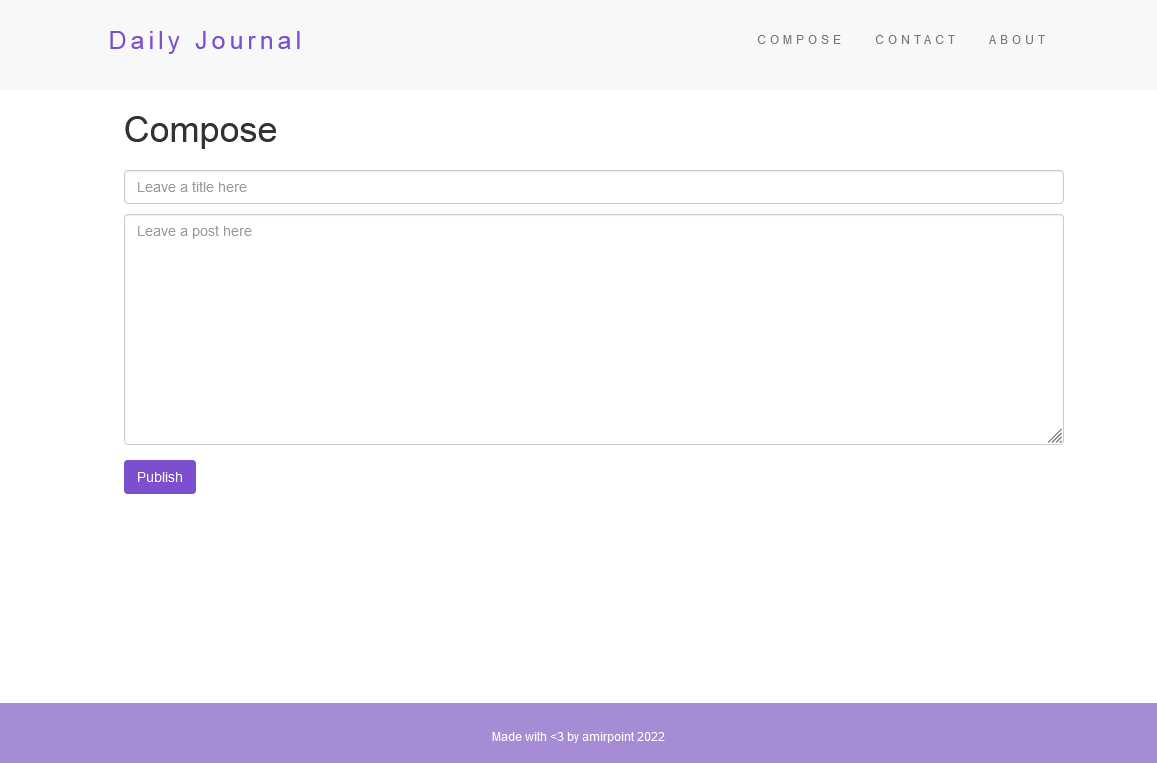 Daily Journal
COMPOSE CONTACT ABOUT
Compose
Leave a title here
Leave a post here
Publish
Made with <3 by amirpoint 2022